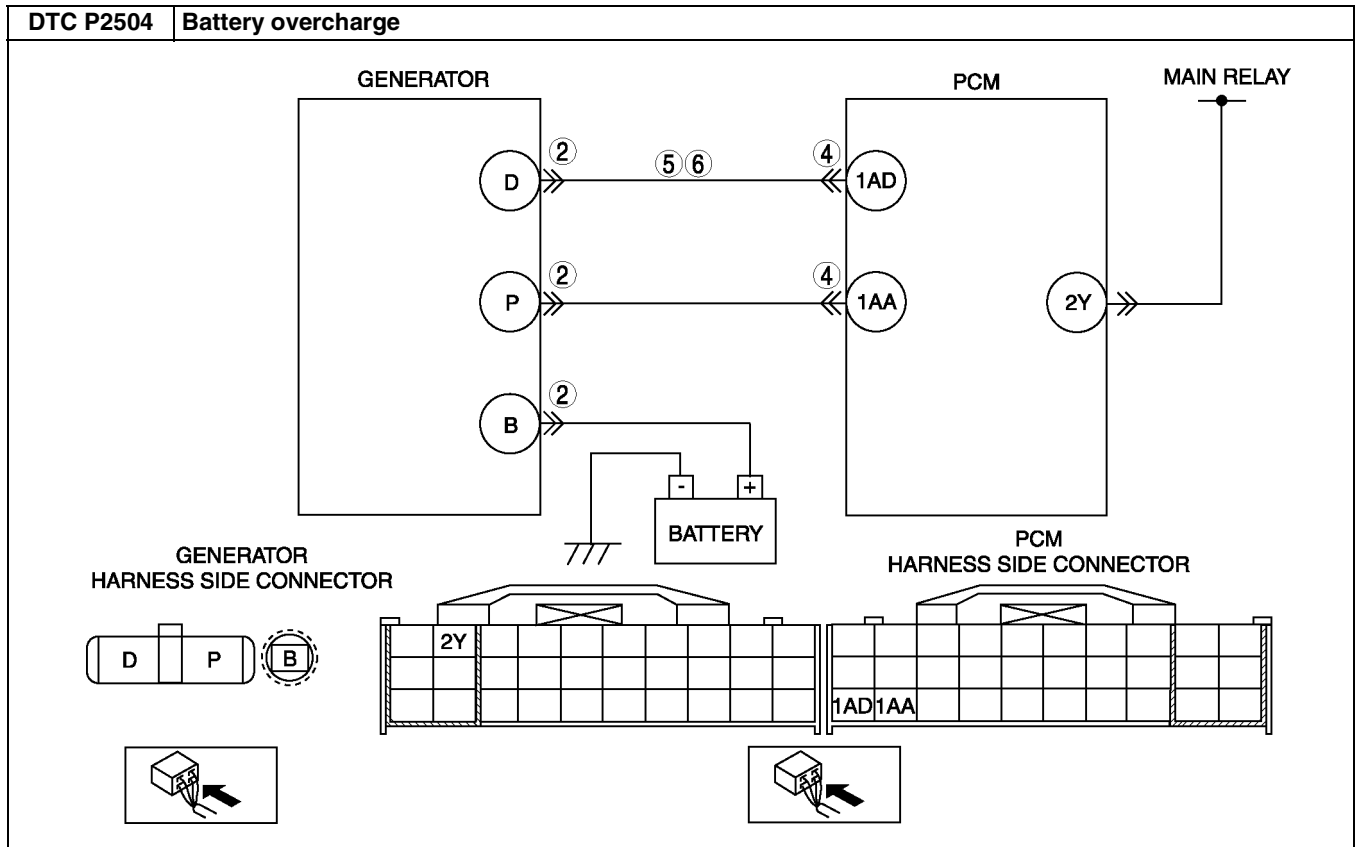 DTC P2504 Battery overcharge
GENERATOR
PCM
MAIN RELAY
D
②
⑤⑥
④
1AD
P
②
④
1AA
2Y
B
②
- +
BATTERY
GENERATOR
HARNESS SIDE CONNECTOR
PCM
HARNESS SIDE CONNECTOR
D P B
2Y
1AD 1AA